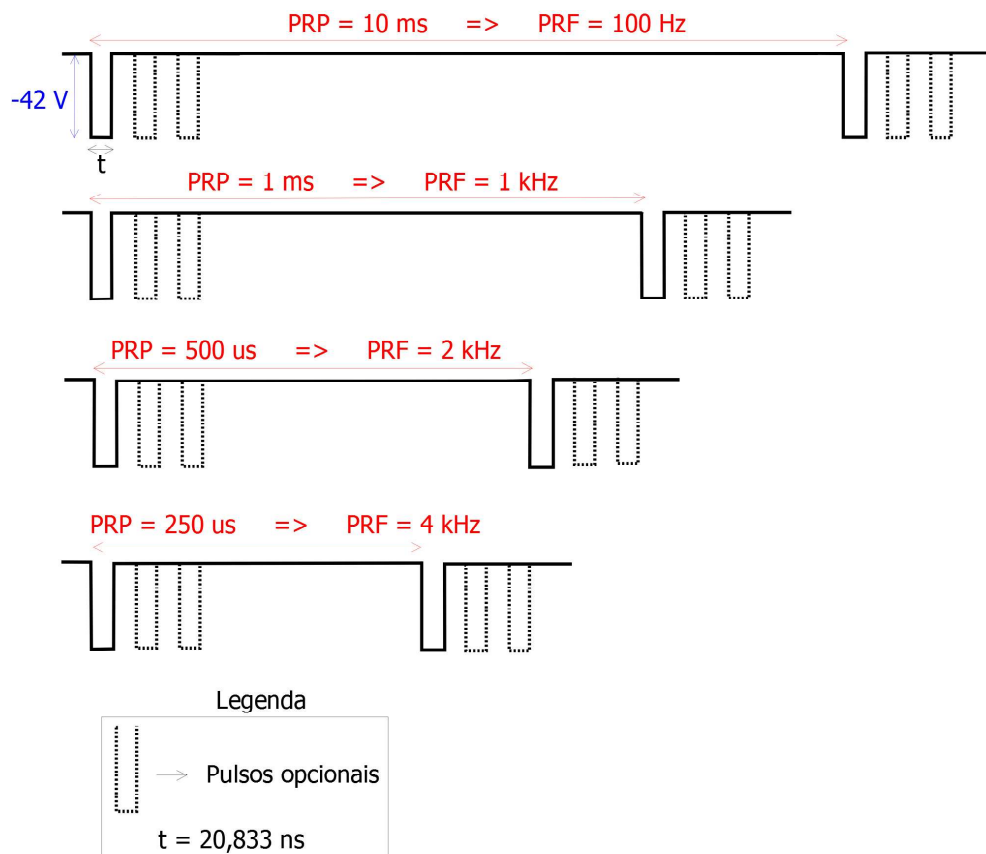 PRP = 10 ms => PRF = 100 Hz
-42 V
t
PRP = 1 ms => PRF = 1 kHz
PRP = 500 us => PRF = 2 kHz
PRP = 250 us => PRF = 4 kHz
Legenda
Pulsos opcionais
t = 20,833 ns